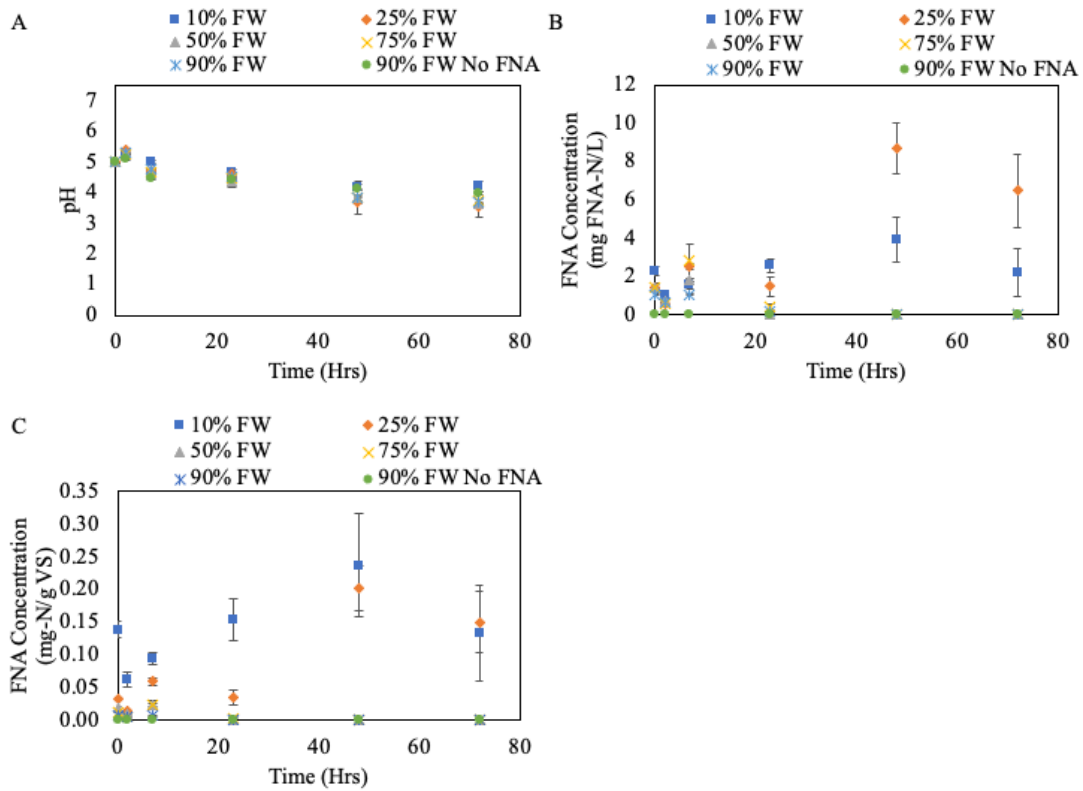 A
10% FW 25% FW
50% FW 75% FW
90% FW 90% FW No FNA
7
6
5
4
3
2
1
0
pH
0 20 40 60 80
Time (Hrs)
B
10% FW 25% FW
50% FW 75% FW
90% FW 90% FW No FNA
12
10
8
6
4
2
0
FNA Concentration
(mg FNA-N/L)
0 20 40 60 80
Time (Hrs)
C
10% FW 25% FW
50% FW 75% FW
90% FW 90% FW No FNA
0.35
0.30
0.25
0.20
0.15
0.10
0.05
0.00
FNA Concentration
(mg-N/g VS)
0 20 40 60 80
Time (Hrs)